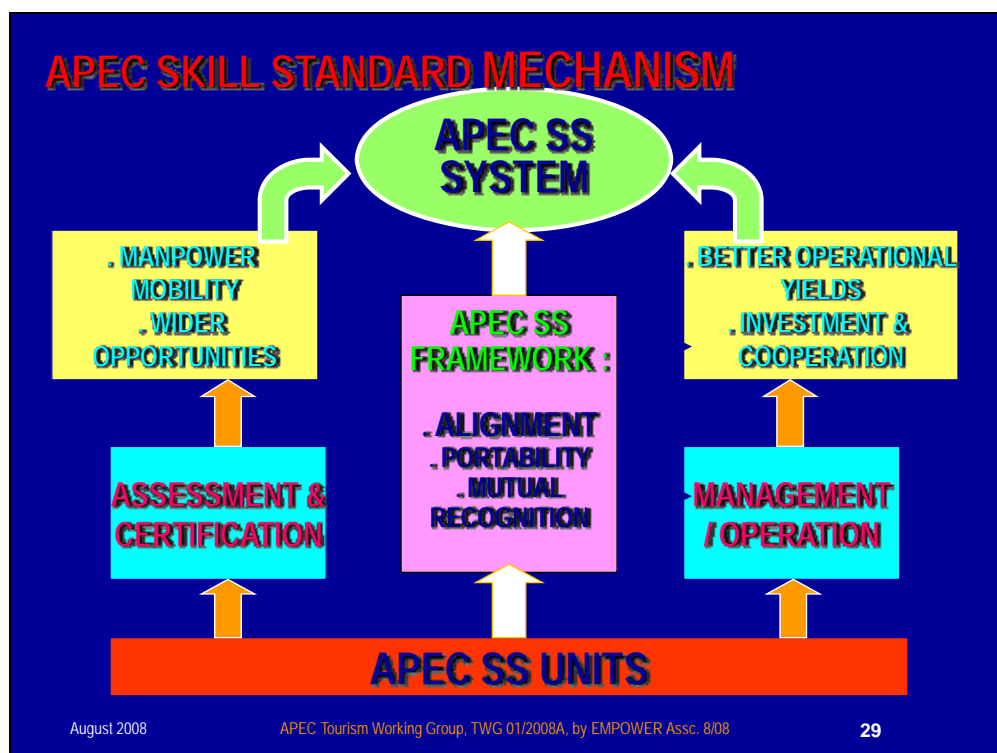 APEC SKILL STANDARD MECHANISM
APEC SS
SYSTEM
. MANPOWER
MOBILITY
. WIDER
OPPORTUNITIES
APEC SS
FRAMEWORK :
. ALIGNMENT
. PORTABILITY
. MUTUAL
RECOGNITION
. BETTER OPERATIONAL
YIELDS
. INVESTMENT &
COOPERATION
ASSESSMENT &
CERTIFICATION
MANAGEMENT
/ OPERATION
APEC SS UNITS
August 2008
APEC Tourism Working Group, TWG 01/2008A, by EMPOWER Assc. 8/08
29